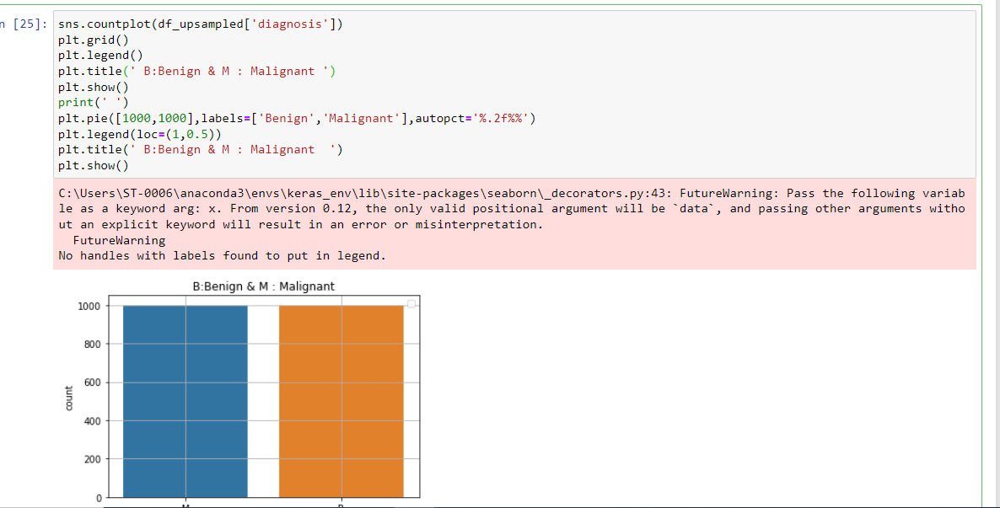 n [25]: sns.countplot(df_upsampled['diagnosis'])
plt.grid()
plt.legend()
plt.title(' B:Benign & M : Malignant ')
plt.show()
print(' ')
plt.pie([1000,1000],labels=['Benign','Malignant'],autopct='%.2f%%')
plt.legend(loc=(1,0.5))
plt.title(' B:Benign & M : Malignant  ')
plt.show()
C:\Users\ST-0006\anaconda3\envs\keras_env\lib\site-packages\seaborn\_decorators.py:43: FutureWarning: Pass the following variab
le as a keyword arg: x. From version 0.12, the only valid positional argument will be `data`, and passing other arguments witho
ut an explicit keyword will result in an error or misinterpretation.
  FutureWarning
No handles with labels found to put in legend.
B:Benign & M : Malignant
1000
800
600
400
200
0
count